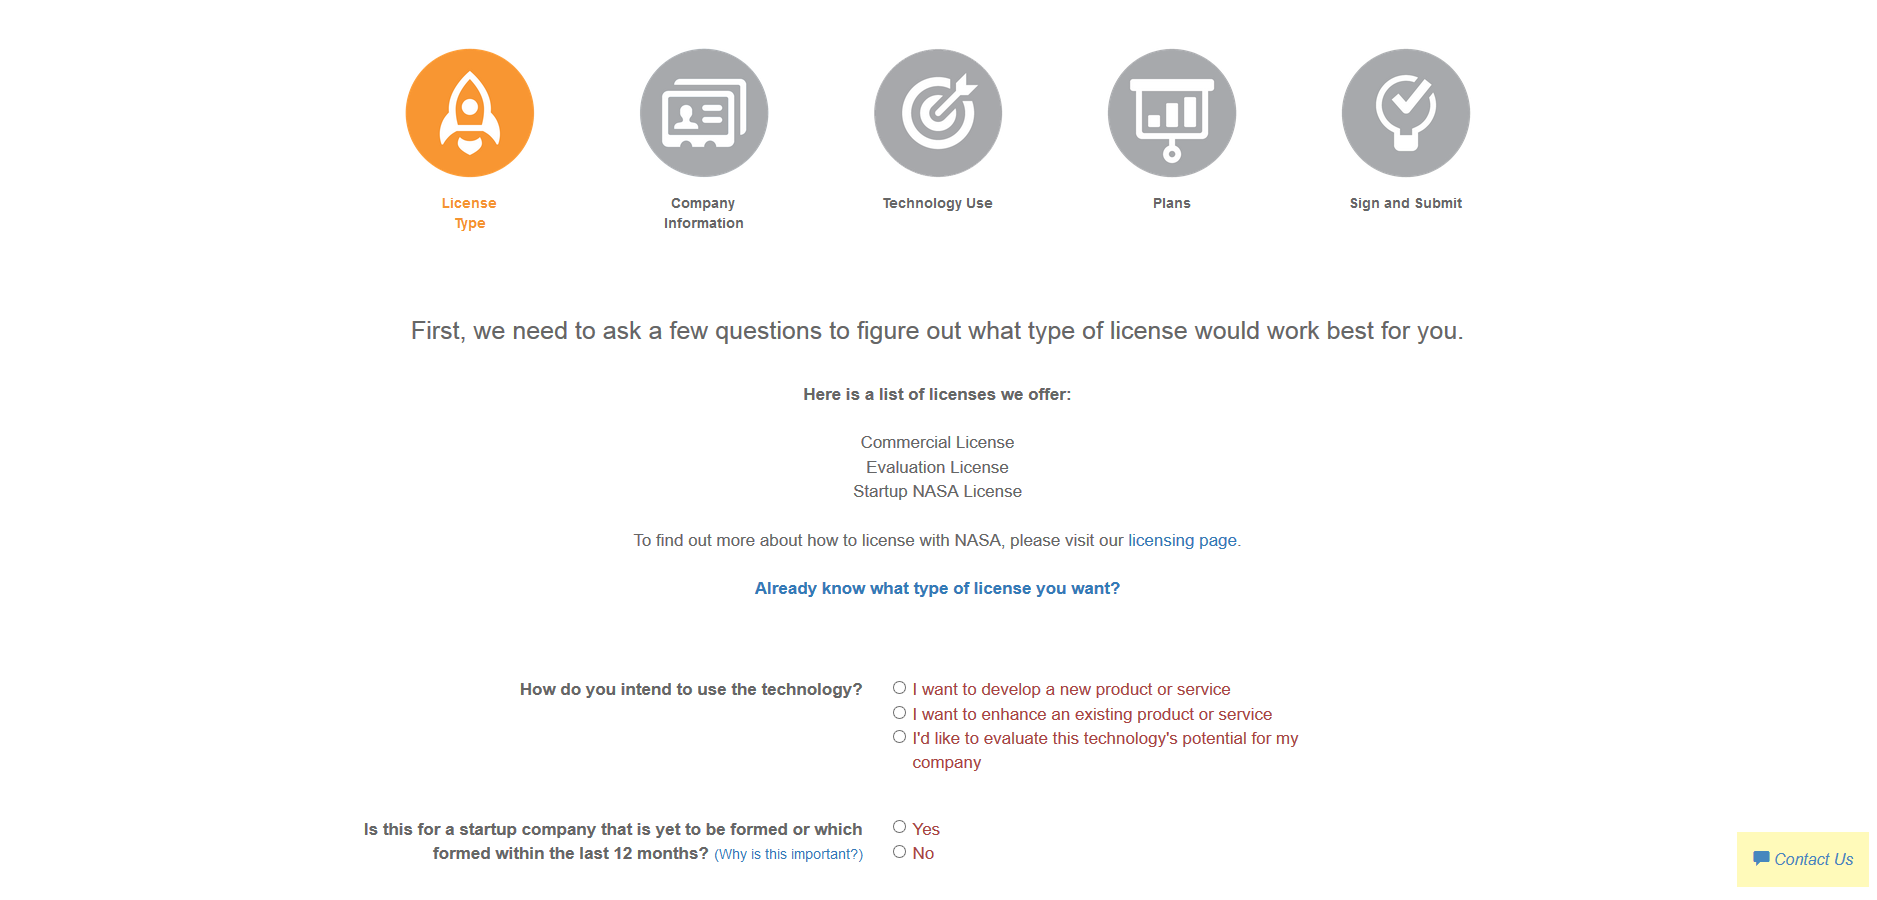 License
Type
Company
Information
Technology Use
Plans
Sign and Submit
First, we need to ask a few questions to figure out what type of license would work best for you.
Here is a list of licenses we offer:
Commercial License
Evaluation License
Startup NASA License
To find out more about how to license with NASA, please visit our licensing page.
Already know what type of license you want?
How do you intend to use the technology?
I want to develop a new product or service
I want to enhance an existing product or service
I'd like to evaluate this technology's potential for my
company
Is this for a startup company that is yet to be formed or which
formed within the last 12 months? (Why is this important?)
Yes
No
Contact Us